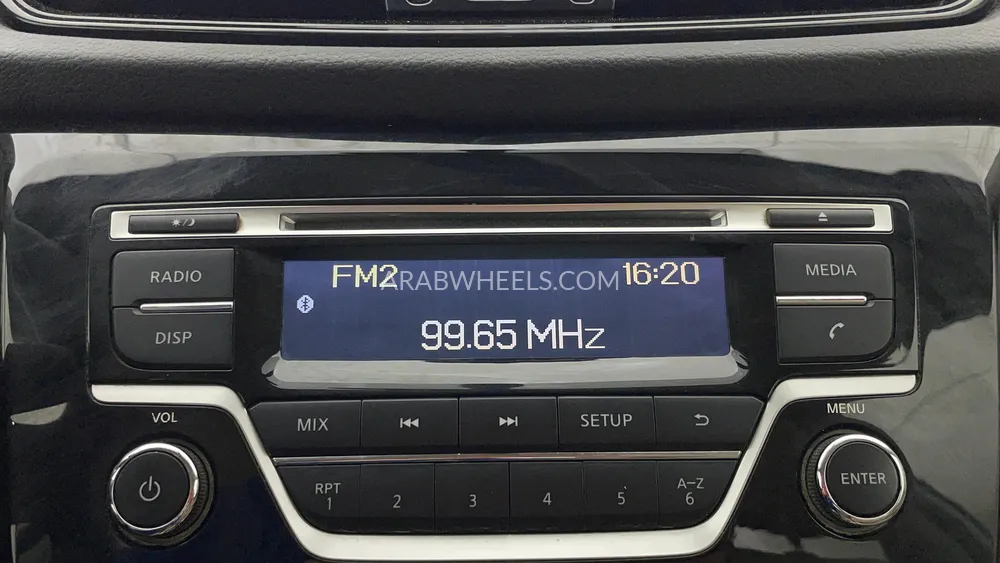 FM2 16:20
ARABWHEELS.COM
99.65 MHz
RADIO
MEDIA
DISP
VOL
MENU
MIX
SETUP
RPT
1
2
3
4
5
A–Z
6
ENTER